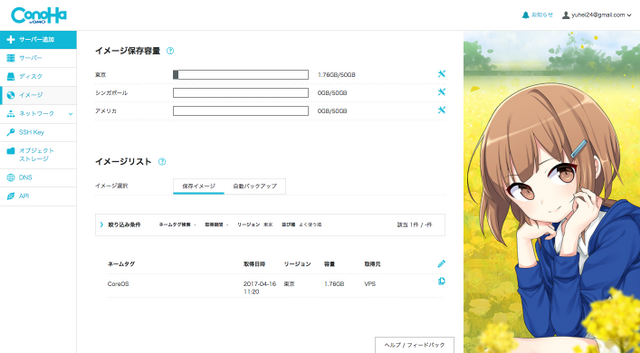 ConoHa
by GMO
お知らせ
yuhei24@gmail.com
サーバー追加
サーバー
ディスク
イメージ
ネットワーク
SSH Key
オブジェクト
ストレージ
DNS
API
イメージ保存容量 ?
東京 1.76GB/50GB
シンガポール 0GB/50GB
アメリカ 0GB/50GB
イメージリスト ?
イメージ選択 保存イメージ 自動バックアップ
絞り込み条件 ネームタグ検索 - 取得期間 - リージョン 東京 並び順 よく使う順 該当 1件 / -件
ネームタグ 取得日時 リージョン 容量 取得元
CoreOS 2017-04-16 東京 1.76GB VPS
11:20
ヘルプ / フィードバック